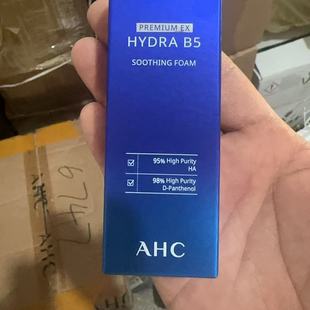 PREMIUM EX
HYDRA B5
SOOTHING FOAM
95% High Purity
HA
98% High Purity
D-Panthenol
AHC